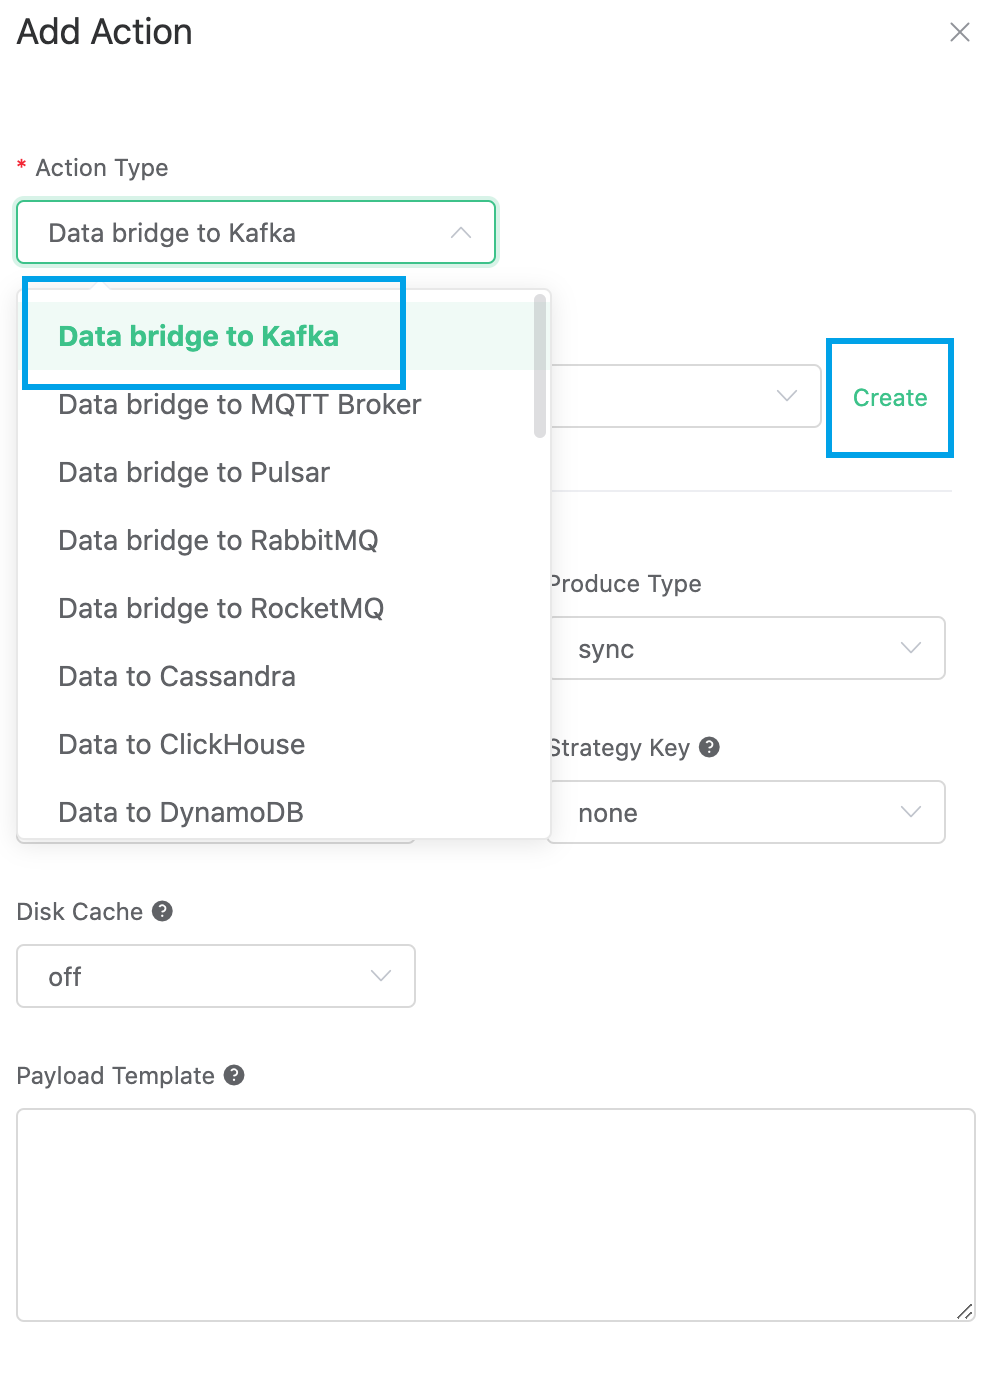 Add Action
* Action Type
Data bridge to Kafka
Data bridge to Kafka
Create
Data bridge to MQTT Broker
Data bridge to Pulsar
Data bridge to RabbitMQ
Produce Type
Data bridge to RocketMQ
sync
Data to Cassandra
Data to ClickHouse
Strategy Key ?
Data to DynamoDB
none
Disk Cache ?
off
Payload Template ?